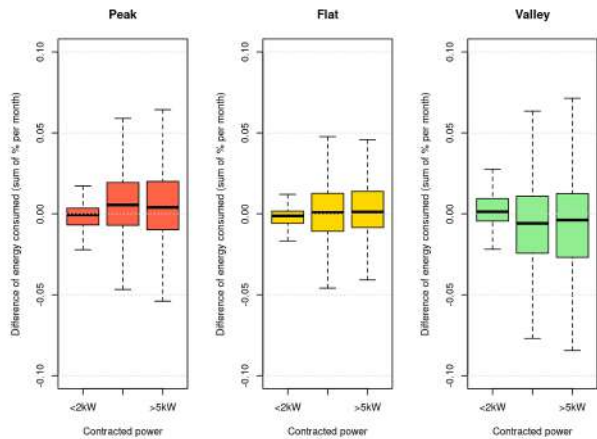 Peak
Difference of energy consumed (sum of % per month)
0.10
0.05
0.00
-0.05
-0.10
<2kW
>5kW
Contracted power
Flat
Difference of energy consumed (sum of % per month)
0.10
0.05
0.00
-0.05
-0.10
<2kW
>5kW
Contracted power
Valley
Difference of energy consumed (sum of % per month)
0.10
0.05
0.00
-0.05
-0.10
<2kW
>5kW
Contracted power